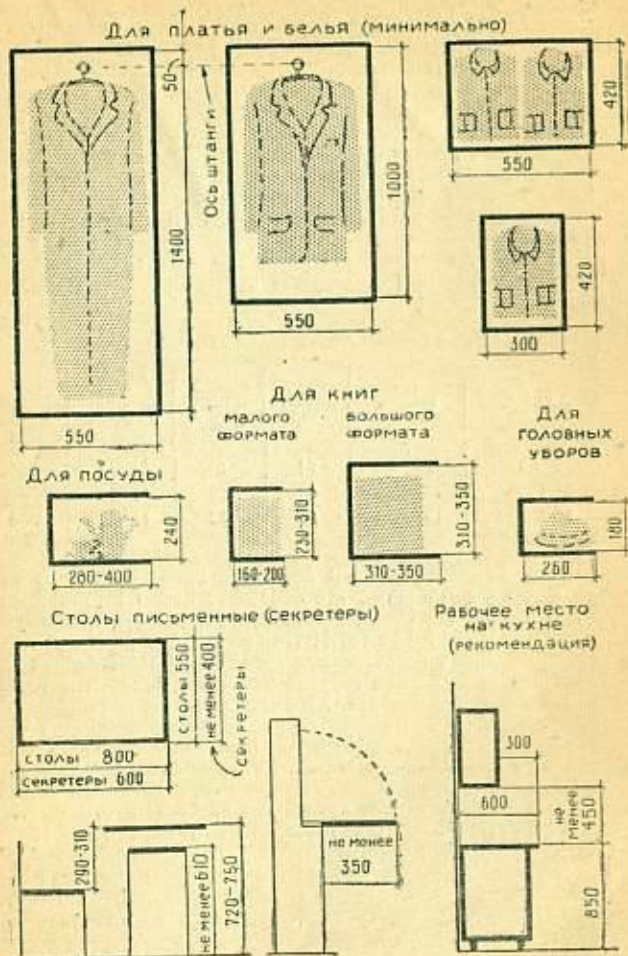 Для платья и белья (минимально)
50
Ось штанги
1400
550
1000
550
420
550
420
300
Для книг
малого формата
большого формата
Для головных уборов
Для посуды
240
280-400
230-310
160-200
310-350
310-350
180
260
Столы письменные (секретеры)
Рабочее место
на кухне
(рекомендация)
столы 550
не менее 400
секретеры
столы 800
секретеры 600
290-310
не менее 610
720-750
не менее
350
300
600
не менее 450
850